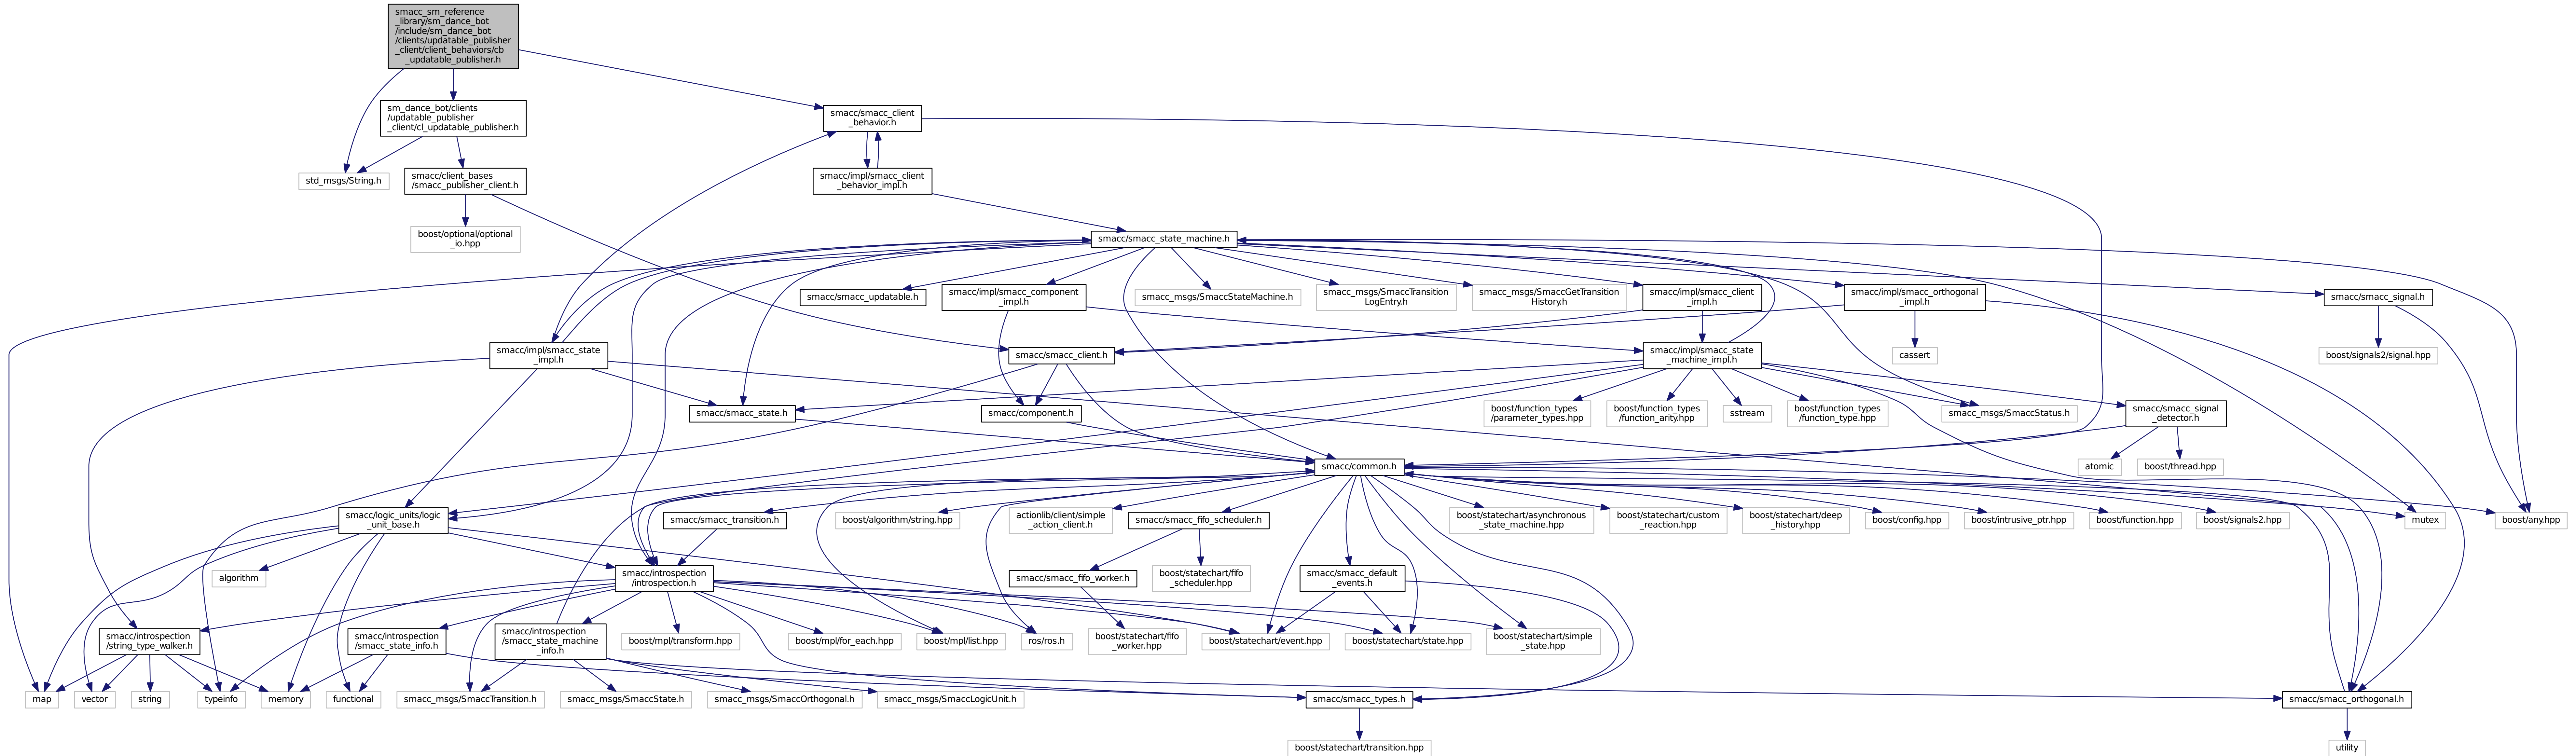 smacc_sm_reference
_library/sm_dance_bot
/include/sm_dance_bot
/clients/updatable_publisher
_client/client_behaviors/cb
_updatable_publisher.h
sm_dance_bot/clients
/updatable_publisher
_client/cl_updatable_publisher.h
smacc/smacc_client
_behavior.h
std_msgs/String.h
smacc/client_bases
/smacc_publisher_client.h
smacc/impl/smacc_client
_behavior_impl.h
boost/optional/optional
_io.hpp
smacc/smacc_state_machine.h
smacc/smacc_updatable.h
smacc/impl/smacc_component
_impl.h
smacc_msgs/SmaccStateMachine.h
smacc_msgs/SmaccTransition
LogEntry.h
smacc_msgs/SmaccGetTransition
History.h
smacc/impl/smacc_client
_impl.h
smacc/impl/smacc_orthogonal
_impl.h
smacc/smacc_signal.h
smacc/impl/smacc_state
_impl.h
smacc/smacc_client.h
smacc/impl/smacc_state
_machine_impl.h
cassert
boost/signals2/signal.hpp
smacc/smacc_state.h
smacc/component.h
boost/function_types
/parameter_types.hpp
boost/function_types
/function_arity.hpp
sstream
boost/function_types
/function_type.hpp
smacc_msgs/SmaccStatus.h
smacc/smacc_signal
_detector.h
smacc/common.h
atomic
boost/thread.hpp
smacc/logic_units/logic
_unit_base.h
smacc/smacc_transition.h
boost/algorithm/string.hpp
actionlib/client/simple
_action_client.h
smacc/smacc_fifo_scheduler.h
boost/statechart/asynchronous
_state_machine.hpp
boost/statechart/custom
_reaction.hpp
boost/statechart/deep
_history.hpp
boost/config.hpp
boost/intrusive_ptr.hpp
boost/function.hpp
boost/signals2.hpp
mutex
boost/any.hpp
algorithm
smacc/introspection
/introspection.h
smacc/smacc_fifo_worker.h
boost/statechart/fifo
_scheduler.hpp
smacc/smacc_default
_events.h
smacc/introspection
/string_type_walker.h
smacc/introspection
/smacc_state_info.h
smacc/introspection
/smacc_state_machine
_info.h
boost/mpl/transform.hpp
boost/mpl/for_each.hpp
boost/mpl/list.hpp
ros/ros.h
boost/statechart/fifo
_worker.hpp
boost/statechart/event.hpp
boost/statechart/state.hpp
boost/statechart/simple
_state.hpp
map
vector
string
typeinfo
memory
functional
smacc_msgs/SmaccTransition.h
smacc_msgs/SmaccState.h
smacc_msgs/SmaccOrthogonal.h
smacc_msgs/SmaccLogicUnit.h
smacc/smacc_types.h
smacc/smacc_orthogonal.h
boost/statechart/transition.hpp
utility